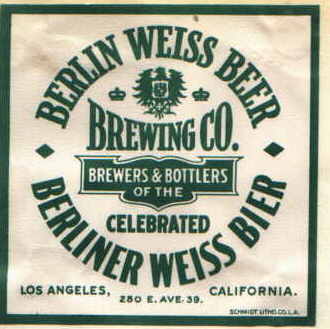 BERLIN WEISS BEER
BREWING CO.
BREWERS & BOTTLERS
OF THE
CELEBRATED
BERLINER WEISS BIER
LOS ANGELES, CALIFORNIA.
280 E. AVE. 39.
SCHMIDT LITHO. CO. L.A.